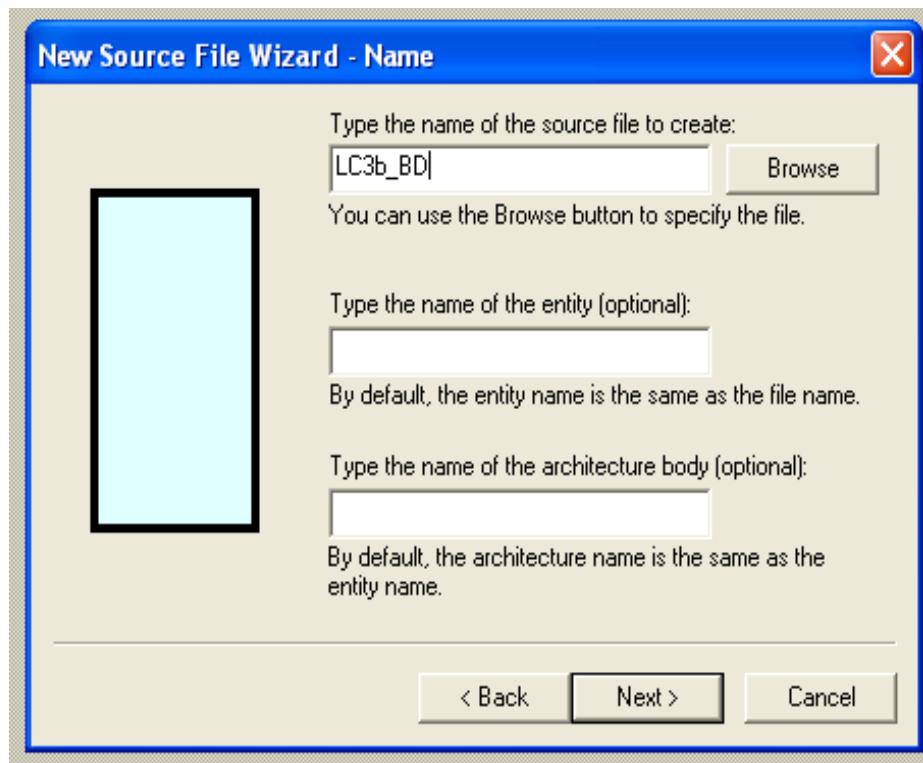 New Source File Wizard - Name
Type the name of the source file to create:
LC3b_BD
Browse
You can use the Browse button to specify the file.
Type the name of the entity (optional):
By default, the entity name is the same as the file name.
Type the name of the architecture body (optional):
By default, the architecture name is the same as the
entity name.
< Back
Next >
Cancel